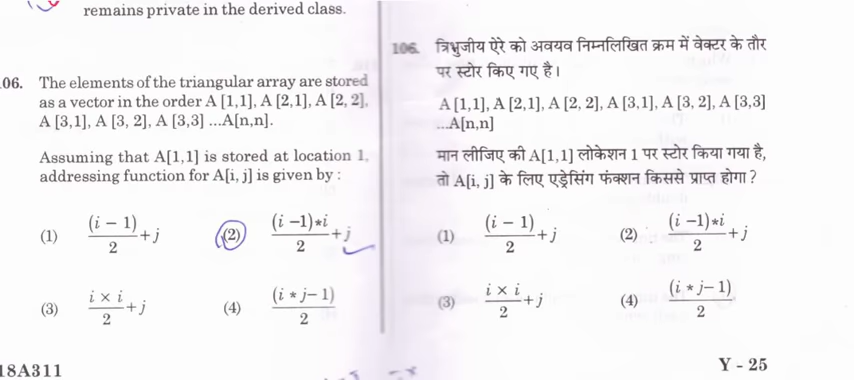 remains private in the derived class.
06. The elements of the triangular array are stored
as a vector in the order A [1,1], A [2,1], A [2, 2],
A [3,1], A [3, 2], A [3,3] ...A[n,n].
Assuming that A[1,1] is stored at location 1,
addressing function for A[i, j] is given by :
(1) (i – 1)/2 + j (2) (i –1)*i/2 + j
(3) i × i/2 + j (4) (i * j– 1)/2
18A311
106. त्रिभुजीय ऐरे को अवयव निम्नलिखित क्रम में वेक्टर के तौर
पर स्टोर किए गए है।
A [1,1], A [2,1], A [2, 2], A [3,1], A [3, 2], A [3,3]
...A[n,n]
मान लीजिए की A[1,1] लोकेशन 1 पर स्टोर किया गया है,
तो A[i, j] के लिए एड्रेसिंग फंक्शन किससे प्राप्त होगा ?
(1) (i – 1)/2 + j (2) (i –1)*i/2 + j
(3) i × i/2 + j (4) (i * j– 1)/2
Y - 25